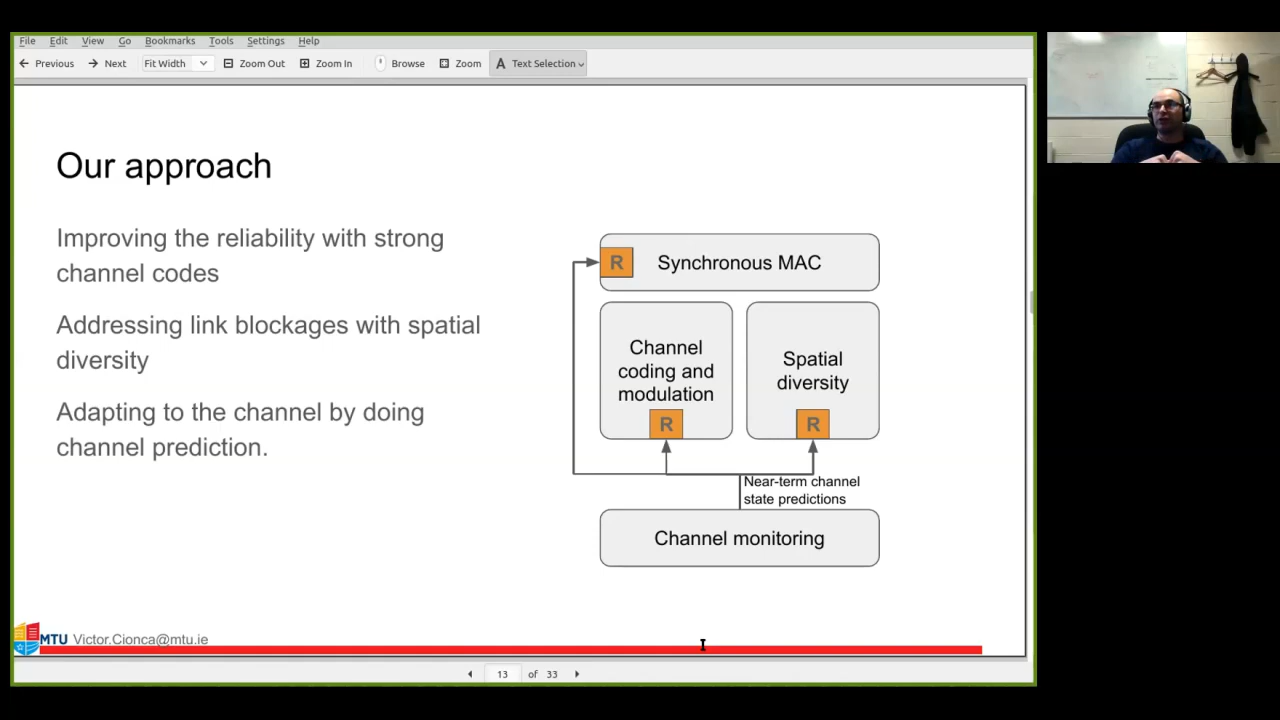 File Edit View Go Bookmarks Tools Settings Help
Previous Next Fit Width Zoom Out Zoom In Browse Zoom Text Selection
Our approach
Improving the reliability with strong
channel codes
Addressing link blockages with spatial
diversity
Adapting to the channel by doing
channel prediction.
R Synchronous MAC
Channel
coding and
modulation
R
Spatial
diversity
R
Near-term channel
state predictions
Channel monitoring
MTU Victor.Cionca@mtu.ie
13 of 33